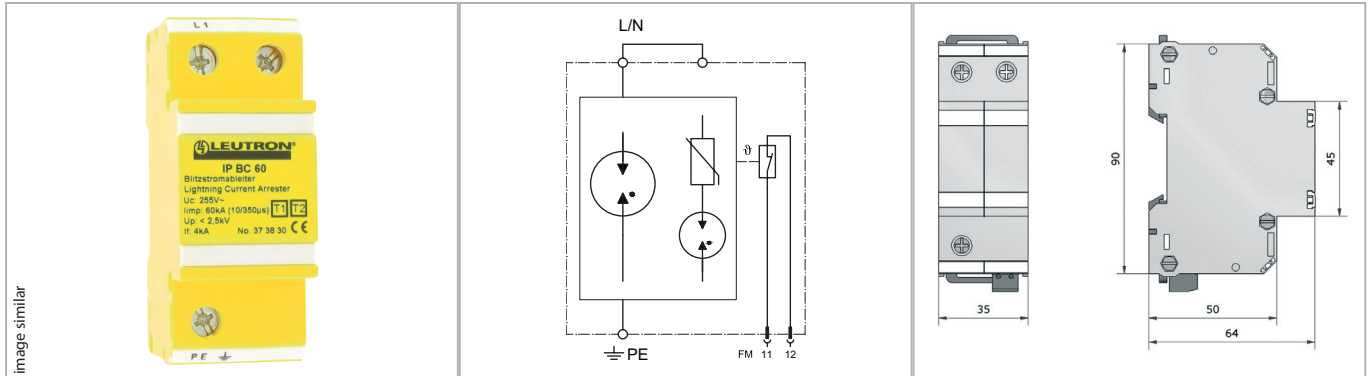 image similar
L1
LEUTRON®
IP BC 60
Blitzstromableiter
Lightning Current Arrester
Uc: 255V~
Iimp: 60kA (10/350µs) T1 T2
Up: < 2,5kV
If: 4kA No. 37 38 30 CE
PE
L/N
ϑ
PE
FM 11 12
35
90
45
50
64